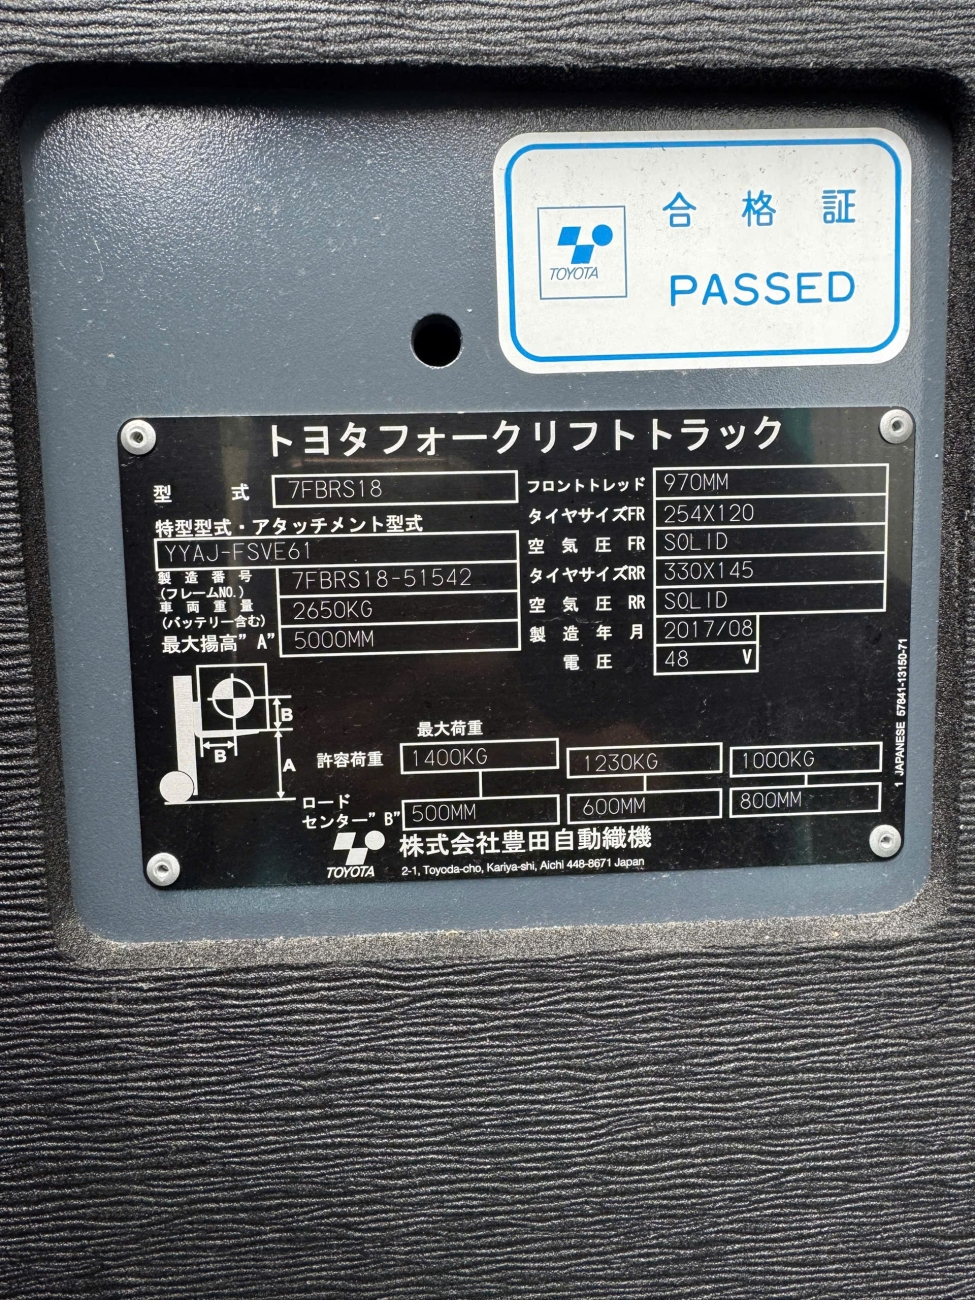 合格証
TOYOTA
PASSED
トヨタフォークリフトトラック
型式 7FBRS18
特型型式・アタッチメント型式
YYAJ-FSVE61
製造番号
(フレームNO.) 7FBRS18-51542
車両重量
(バッテリー含む) 2650KG
最大揚高"A" 5000MM
フロントトレッド 970MM
タイヤサイズFR 254X120
空気圧 FR SOLID
タイヤサイズRR 330X145
空気圧 RR SOLID
製造年月 2017/08
電圧 48 V
B
B
A
最大荷重
許容荷重 1400KG 1230KG 1000KG
ロード
センター"B" 500MM 600MM 800MM
TOYOTA
株式会社豊田自動織機
2-1, Toyoda-cho, Kariya-shi, Aichi 448-8671 Japan
1 JAPANESE 57841-13150-71